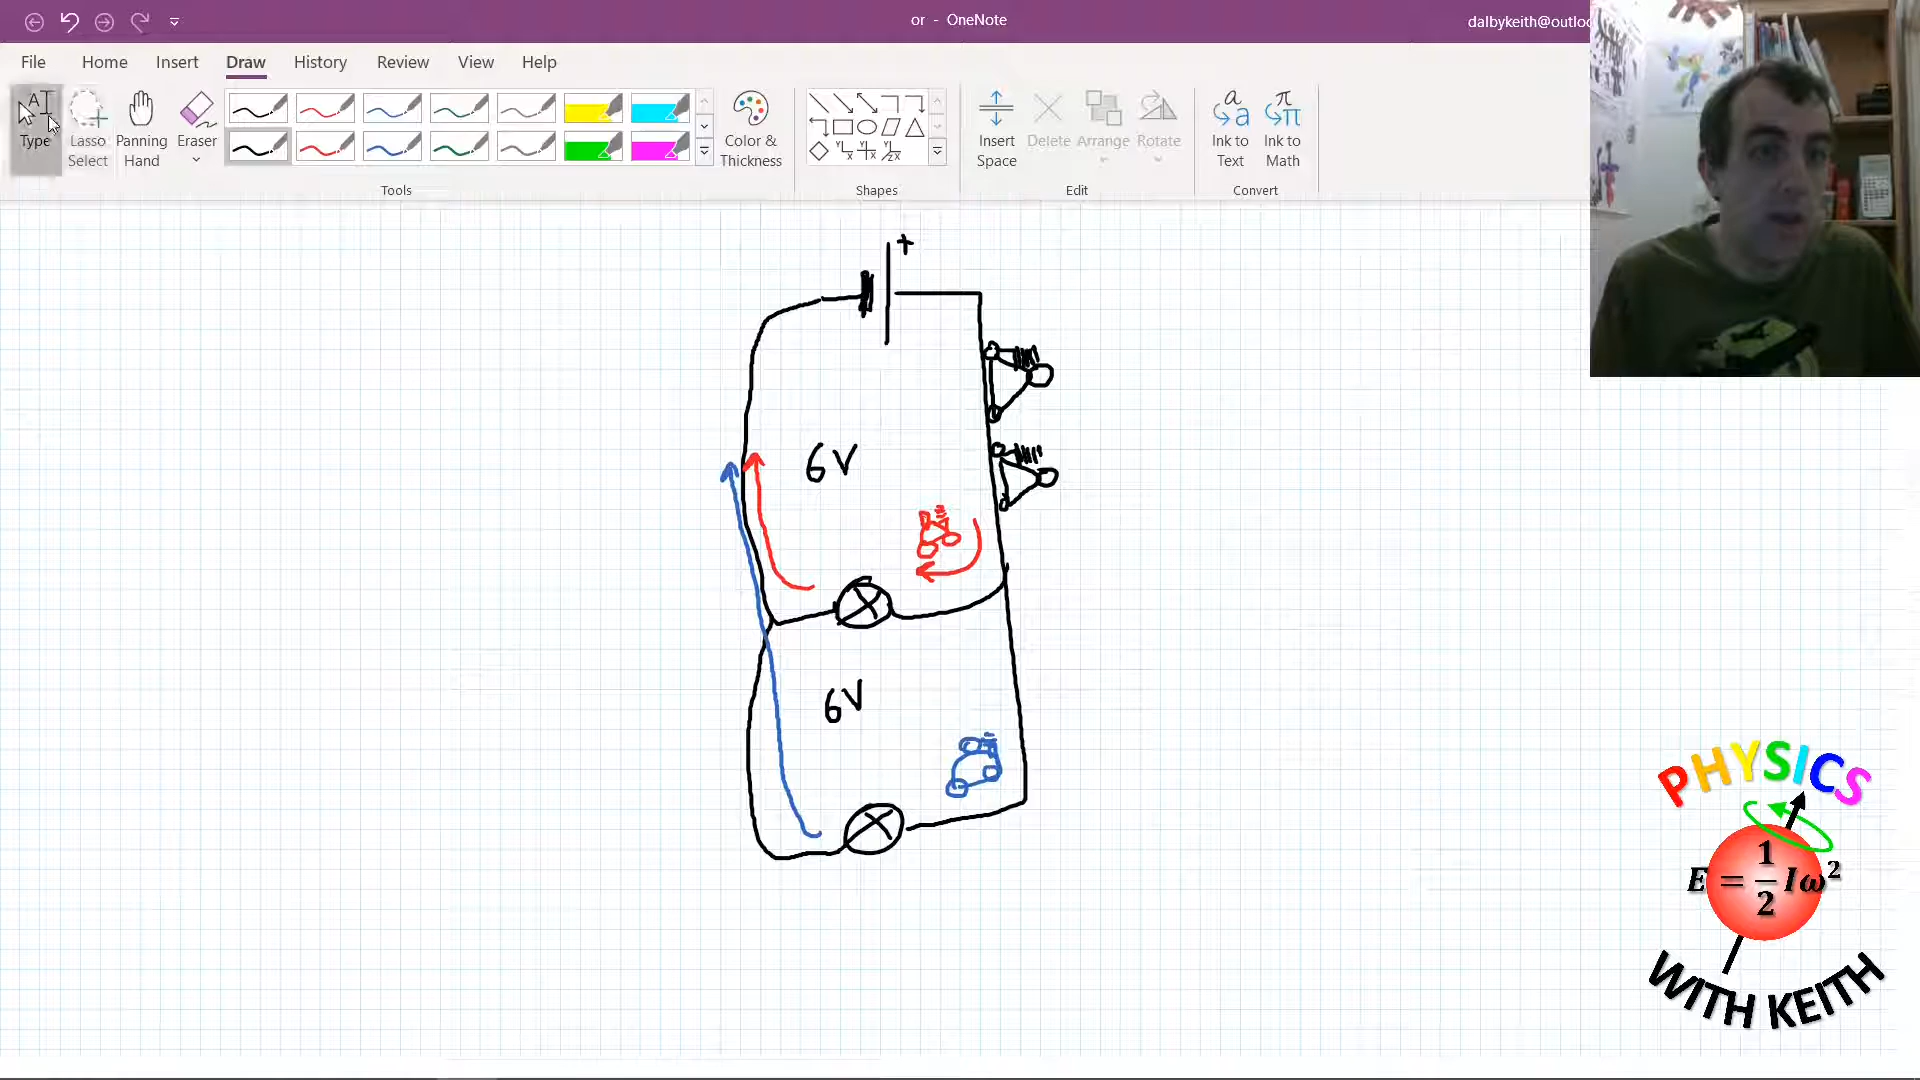 or - OneNote
dalbykeith@outlo
File Home Insert Draw History Review View Help
Type
Lasso Select
Panning Hand
Eraser
Color & Thickness
Insert Space
Delete
Arrange
Rotate
Ink to Text
Ink to Math
Tools
Shapes
Edit
Convert
+
6V
6V
PHYSICS
E = 1/2 Iω²
WITH KEITH